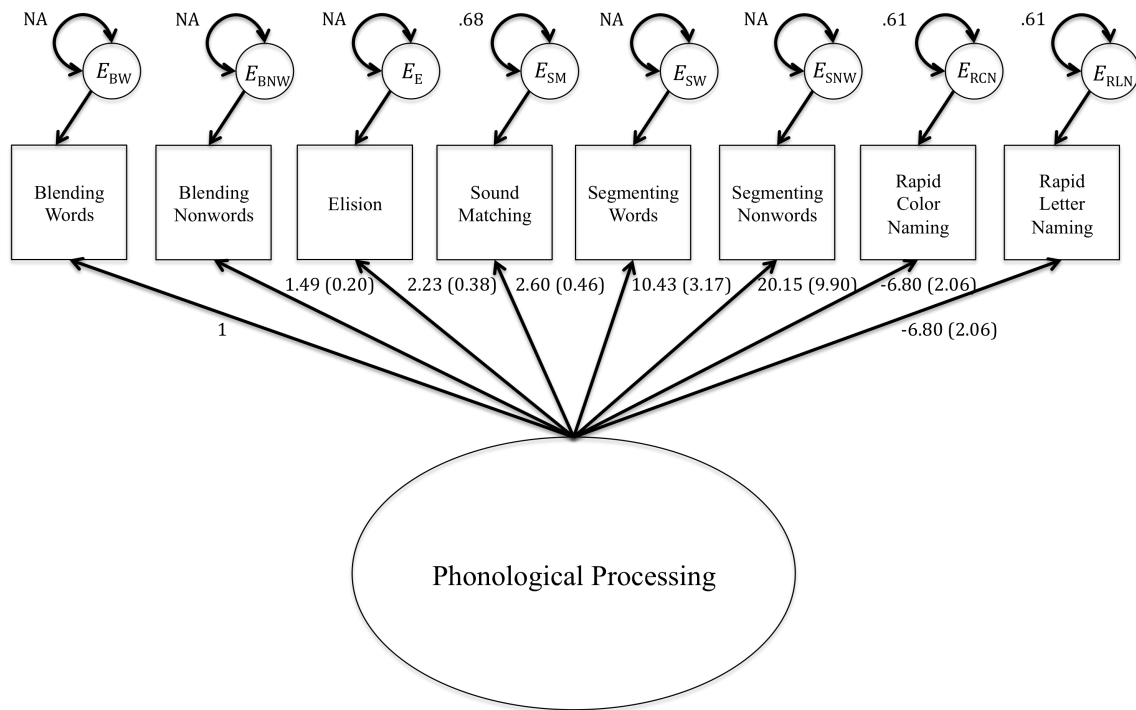 NA NA NA .68 NA NA .61 .61
E_BW E_BNW E_E E_SM E_SW E_SNW E_RCN E_RLN
Blending
Words
Blending
Nonwords
Elision
Sound
Matching
Segmenting
Words
Segmenting
Nonwords
Rapid
Color
Naming
Rapid
Letter
Naming
1.49 (0.20) 2.23 (0.38) 2.60 (0.46) 10.43 (3.17) 20.15 (9.90) -6.80 (2.06)
1 -6.80 (2.06)
Phonological Processing